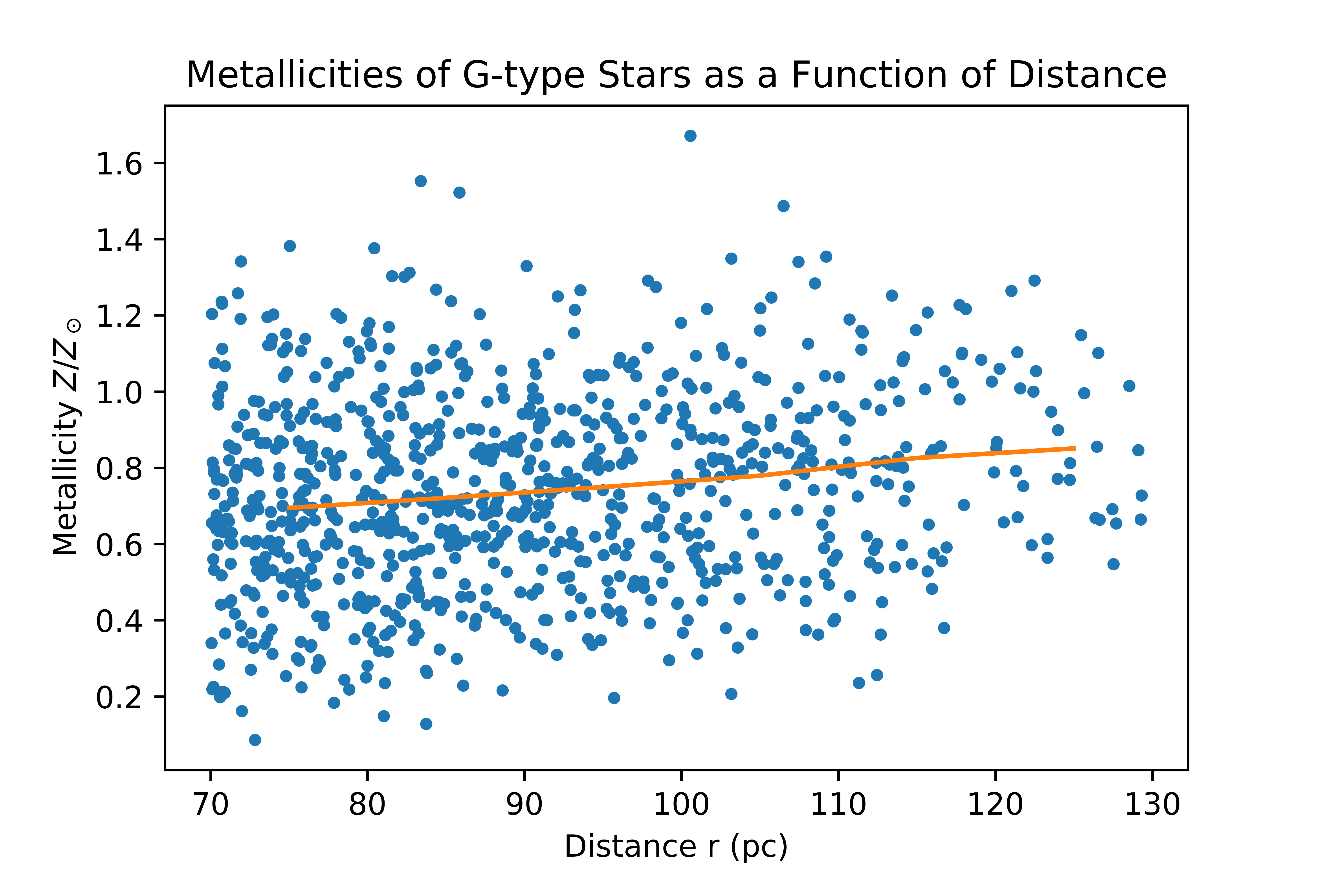 Metallicities of G-type Stars as a Function of Distance
1.6
1.4
1.2
1.0
0.8
0.6
0.4
0.2
Metallicity Z/Z⊙
70 80 90 100 110 120 130
Distance r (pc)